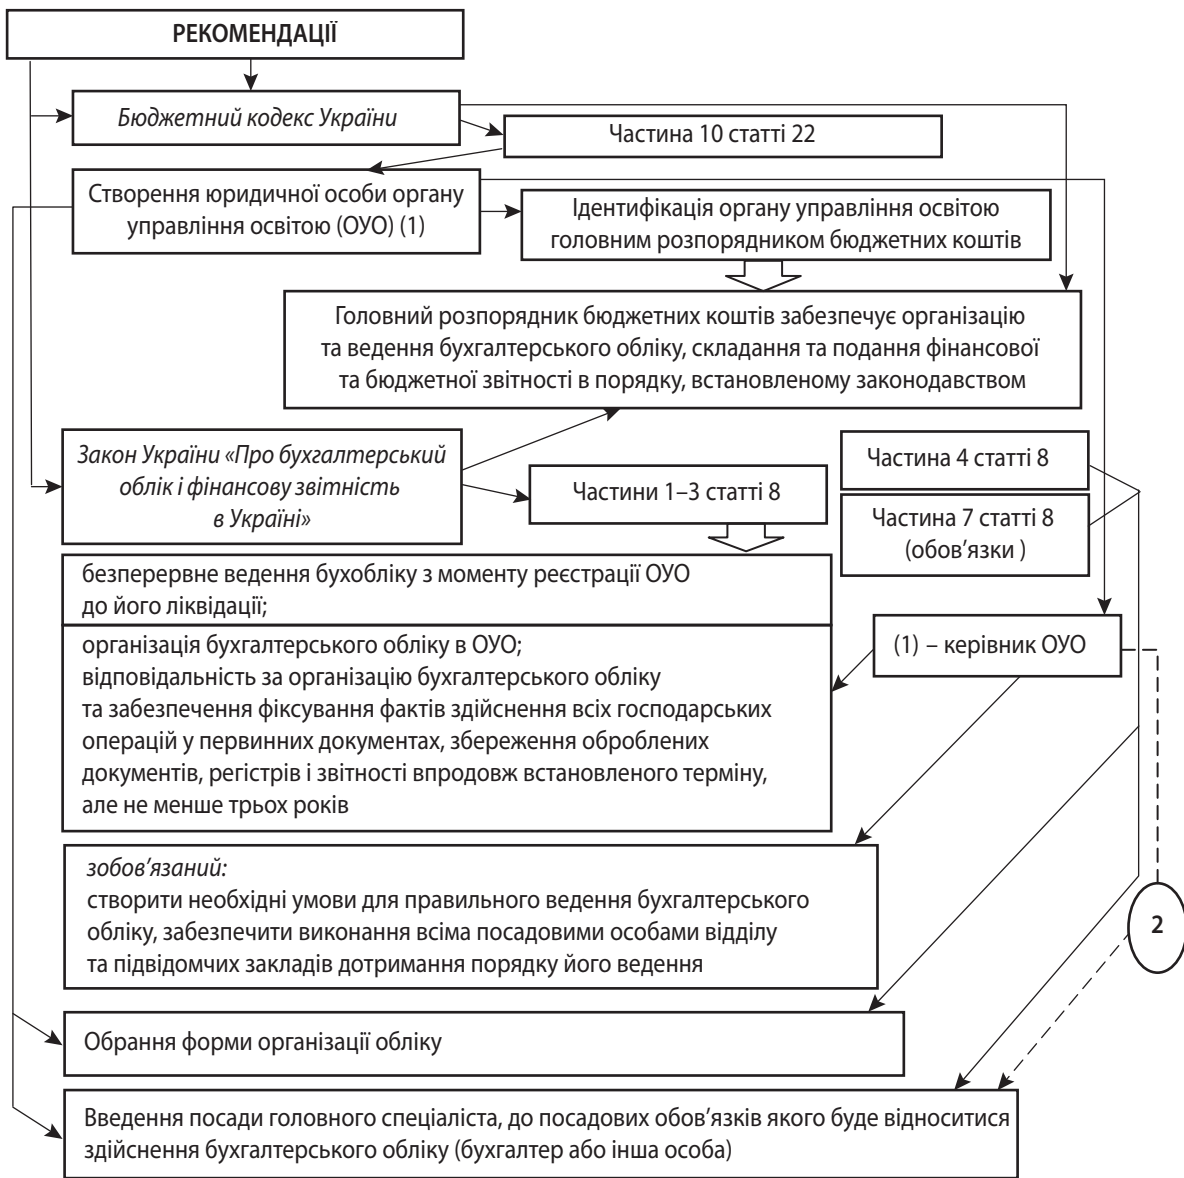 РЕКОМЕНДАЦІЇ
Бюджетний кодекс України
Частина 10 статті 22
Створення юридичної особи органу
управління освітою (ОУО) (1)
Ідентифікація органу управління освітою
головним розпорядником бюджетних коштів
Головний розпорядник бюджетних коштів забезпечує організацію
та ведення бухгалтерського обліку, складання та подання фінансової
та бюджетної звітності в порядку, встановленому законодавством
Закон України «Про бухгалтерський
облік і фінансову звітність
в Україні»
Частини 1–3 статті 8
Частина 4 статті 8
Частина 7 статті 8
(обов’язки )
безперервне ведення бухобліку з моменту реєстрації ОУО
до його ліквідації;
організація бухгалтерського обліку в ОУО;
відповідальність за організацію бухгалтерського обліку
та забезпечення фіксування фактів здійснення всіх господарських
операцій у первинних документах, збереження оброблених
документів, регістрів і звітності впродовж встановленого терміну,
але не менше трьох років
(1) – керівник ОУО
зобов’язаний:
створити необхідні умови для правильного ведення бухгалтерського
обліку, забезпечити виконання всіма посадовими особами відділу
та підвідомчих закладів дотримання порядку його ведення
2
Обрання форми організації обліку
Введення посади головного спеціаліста, до посадових обов’язків якого буде відноситися
здійснення бухгалтерського обліку (бухгалтер або інша особа)